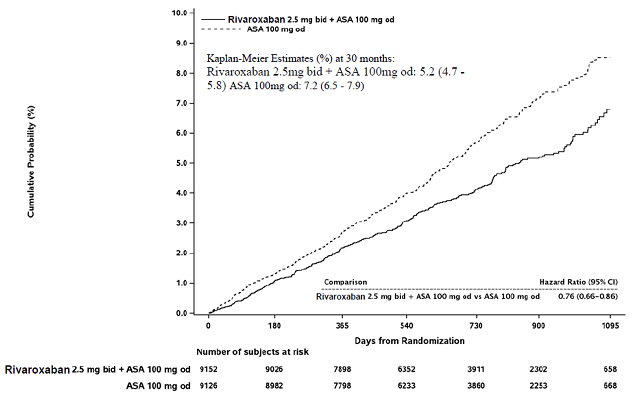 10.0
Rivaroxaban 2.5 mg bid + ASA 100 mg od
ASA 100 mg od
9.0
Kaplan-Meier Estimates (%) at 30 months:
Rivaroxaban 2.5mg bid + ASA 100mg od: 5.2 (4.7 -
5.8) ASA 100mg od: 7.2 (6.5 - 7.9)
8.0
7.0
6.0
5.0
4.0
3.0
2.0
1.0
0.0
Cumulative Probability (%)
Comparison Hazard Ratio (95% CI)
Rivaroxaban 2.5 mg bid + ASA 100 mg od vs ASA 100 mg od 0.76 (0.66-0.86)
0 180 365 540 730 900 1095
Days from Randomization
Number of subjects at risk
Rivaroxaban 2.5 mg bid + ASA 100 mg od 9152 9026 7898 6352 3911 2302 658
ASA 100 mg od 9126 8982 7798 6233 3860 2253 668